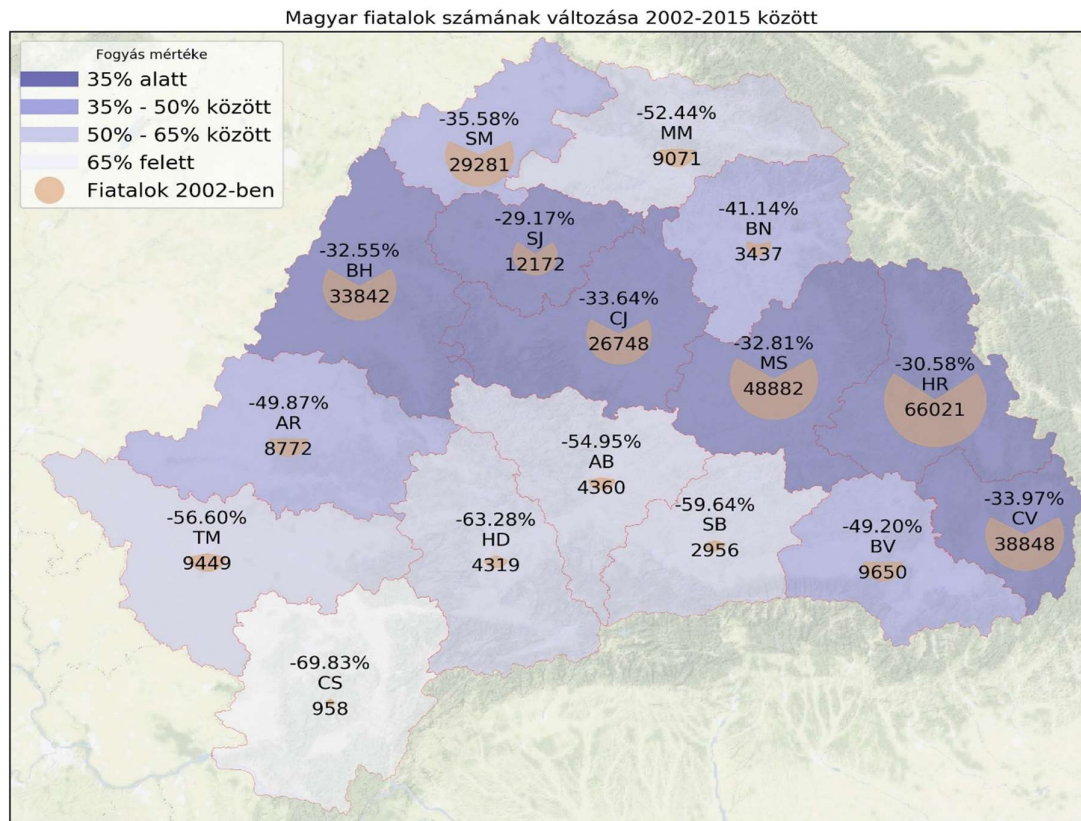 Magyar fiatalok számának változása 2002-2015 között
Fogyás mértéke
35% alatt
35% - 50% között
50% - 65% között
65% felett
Fiatalok 2002-ben
-35.58%
SM
29281
-52.44%
MM
9071
-41.14%
BN
3437
-29.17%
SJ
12172
-32.55%
BH
33842
-33.64%
CJ
26748
-32.81%
MS
48882
-30.58%
HR
66021
-49.87%
AR
8772
-54.95%
AB
4360
-59.64%
SB
2956
-33.97%
CV
38848
-56.60%
TM
9449
-63.28%
HD
4319
-49.20%
BV
9650
-69.83%
CS
958